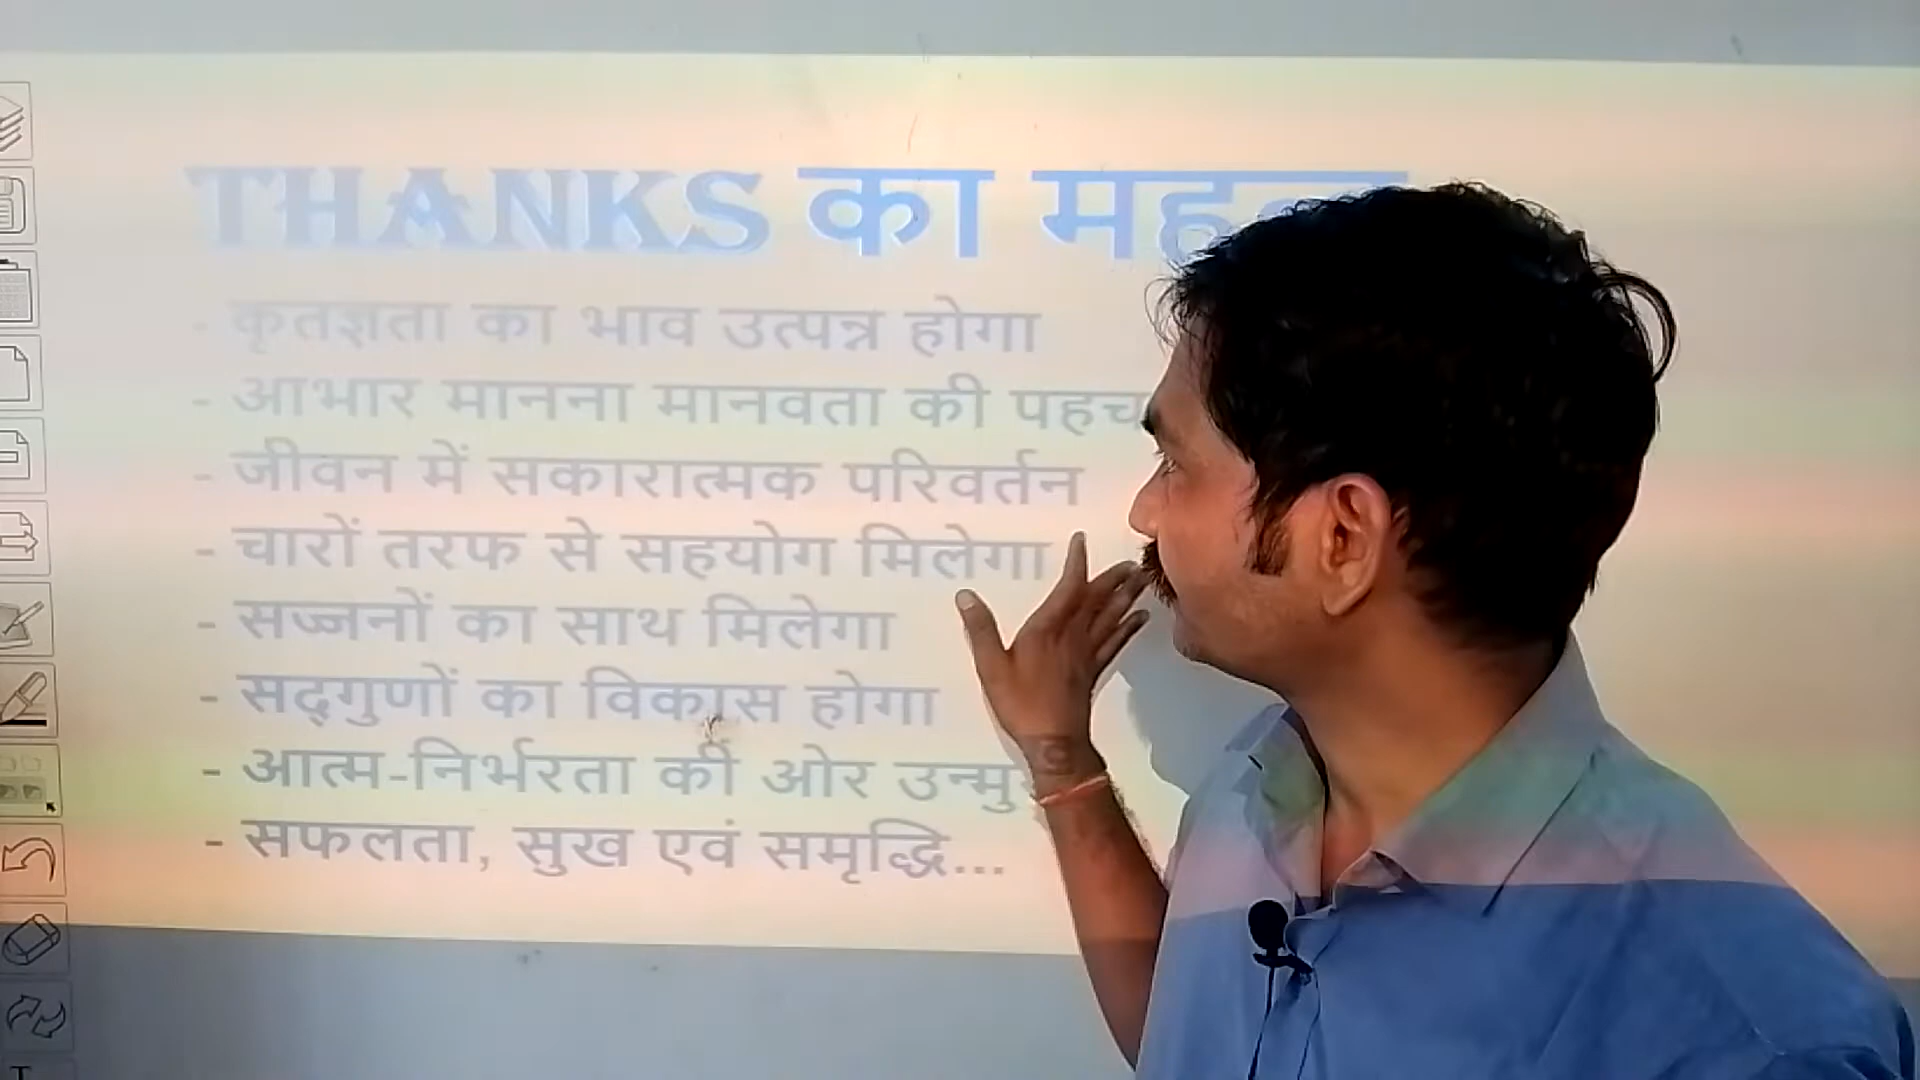 THANKS का
- कृतज्ञता का भाव उत्पन्न होगा
- आभार मानना मानवता की
- जीवन में सकारात्मक परिवर्तन
- चारों तरफ से सहयोग मिलेगा
- सज्जनों का साथ मिलेगा
- सद्गुणों का विकास होगा
- आत्म-निर्भरता की ओर
- सफलता, सुख एवं समृद्धि...